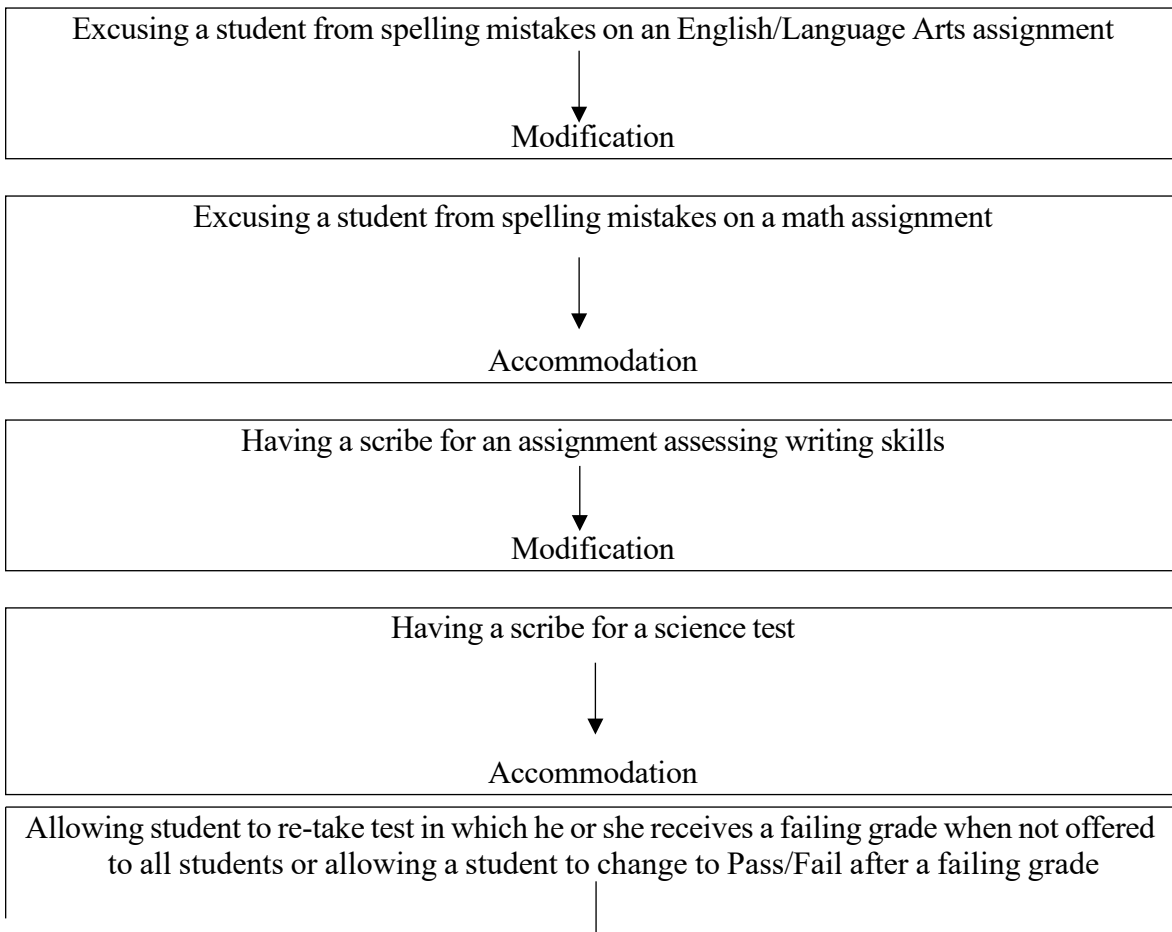 Excusing a student from spelling mistakes on an English/Language Arts assignment
Modification
Excusing a student from spelling mistakes on a math assignment
Accommodation
Having a scribe for an assignment assessing writing skills
Modification
Having a scribe for a science test
Accommodation
Allowing student to re-take test in which he or she receives a failing grade when not offered
to all students or allowing a student to change to Pass/Fail after a failing grade